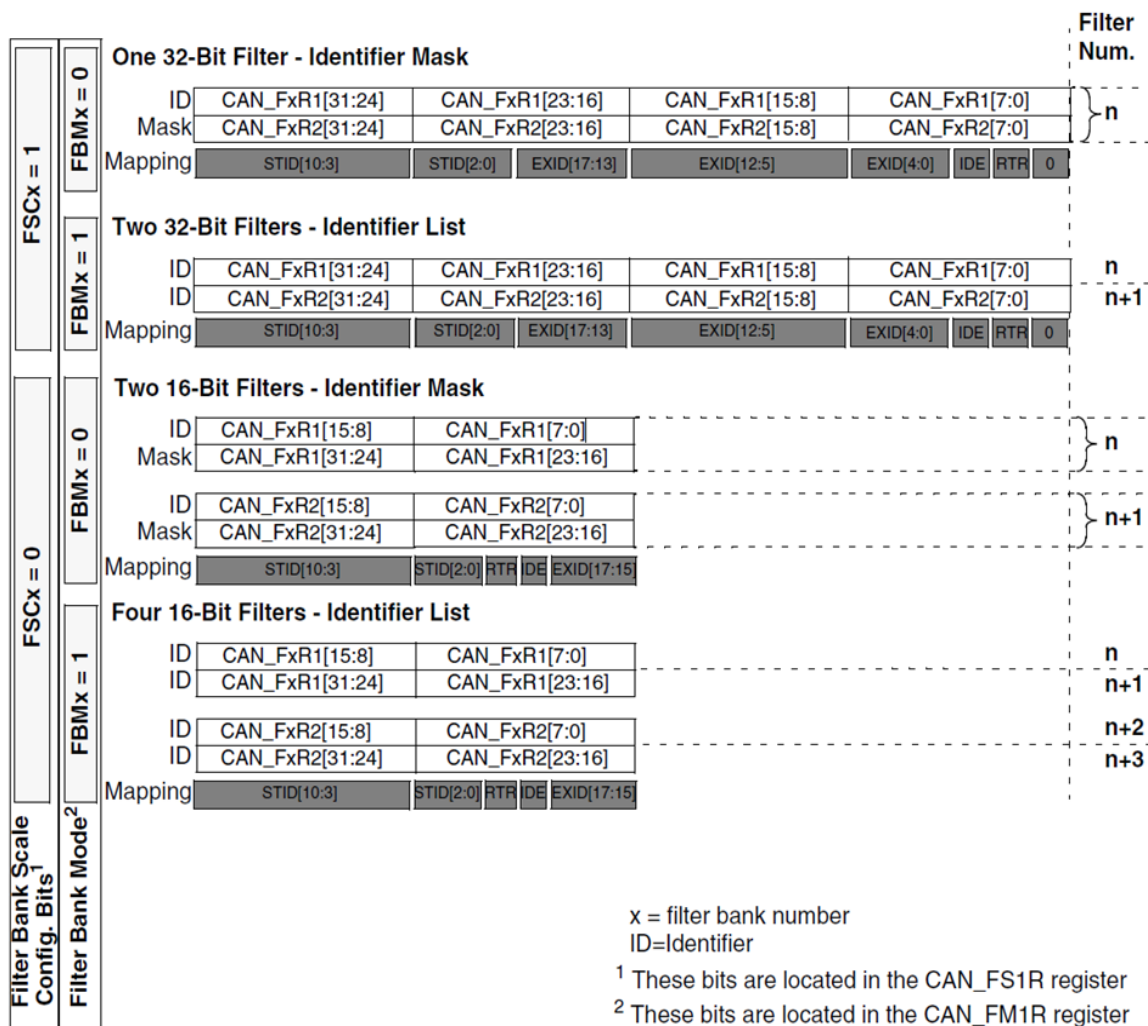 Filter
Num.
One 32-Bit Filter - Identifier Mask
FSCx = 1
FBMx = 0
ID CAN_FxR1[31:24] CAN_FxR1[23:16] CAN_FxR1[15:8] CAN_FxR1[7:0] n
Mask CAN_FxR2[31:24] CAN_FxR2[23:16] CAN_FxR2[15:8] CAN_FxR2[7:0]
Mapping STID[10:3] STID[2:0] EXID[17:13] EXID[12:5] EXID[4:0] IDE RTR 0
Two 32-Bit Filters - Identifier List
FBMx = 1
ID CAN_FxR1[31:24] CAN_FxR1[23:16] CAN_FxR1[15:8] CAN_FxR1[7:0] n
ID CAN_FxR2[31:24] CAN_FxR2[23:16] CAN_FxR2[15:8] CAN_FxR2[7:0] n+1
Mapping STID[10:3] STID[2:0] EXID[17:13] EXID[12:5] EXID[4:0] IDE RTR 0
Two 16-Bit Filters - Identifier Mask
FSCx = 0
FBMx = 0
ID CAN_FxR1[15:8] CAN_FxR1[7:0] n
Mask CAN_FxR1[31:24] CAN_FxR1[23:16]
ID CAN_FxR2[15:8] CAN_FxR2[7:0] n+1
Mask CAN_FxR2[31:24] CAN_FxR2[23:16]
Mapping STID[10:3] STID[2:0] RTR IDE EXID[17:15]
Four 16-Bit Filters - Identifier List
FBMx = 1
ID CAN_FxR1[15:8] CAN_FxR1[7:0] n
ID CAN_FxR1[31:24] CAN_FxR1[23:16] n+1
ID CAN_FxR2[15:8] CAN_FxR2[7:0] n+2
ID CAN_FxR2[31:24] CAN_FxR2[23:16] n+3
Mapping STID[10:3] STID[2:0] RTR IDE EXID[17:15]
Filter Bank Scale
Config. Bits1
Filter Bank Mode2
x = filter bank number
ID=Identifier
1 These bits are located in the CAN_FS1R register
2 These bits are located in the CAN_FM1R register